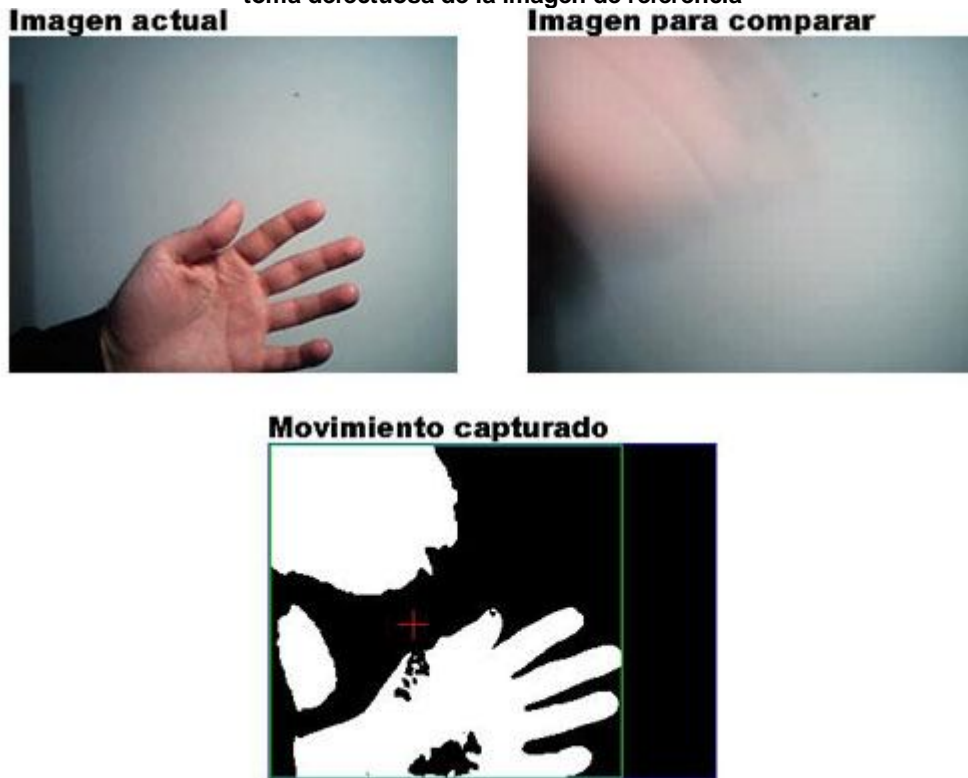 toma defectuosa de la imagen de referencia
Imagen actual
Imagen para comparar
Movimiento capturado